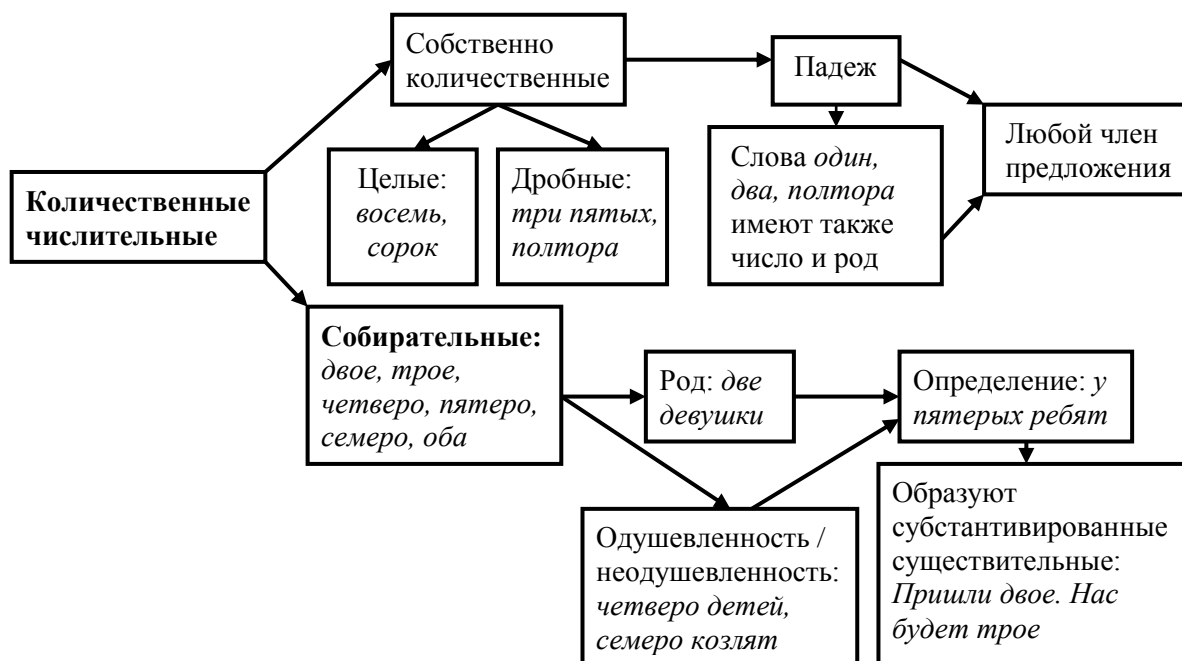 Собственно
количественные
Падеж
Любой член
предложения
Целые:
восемь,
сорок
Дробные:
три пятых,
полтора
Слова один,
два, полтора
имеют также
число и род
Количественные
числительные
Собирательные:
двое, трое,
четверо, пятеро,
семеро, оба
Род: две
девушки
Определение: у
пятерых ребят
Одушевленность /
неодушевленность:
четверо детей,
семеро козлят
Образуют
субстантивированные
существительные:
Пришли двое. Нас
будет трое